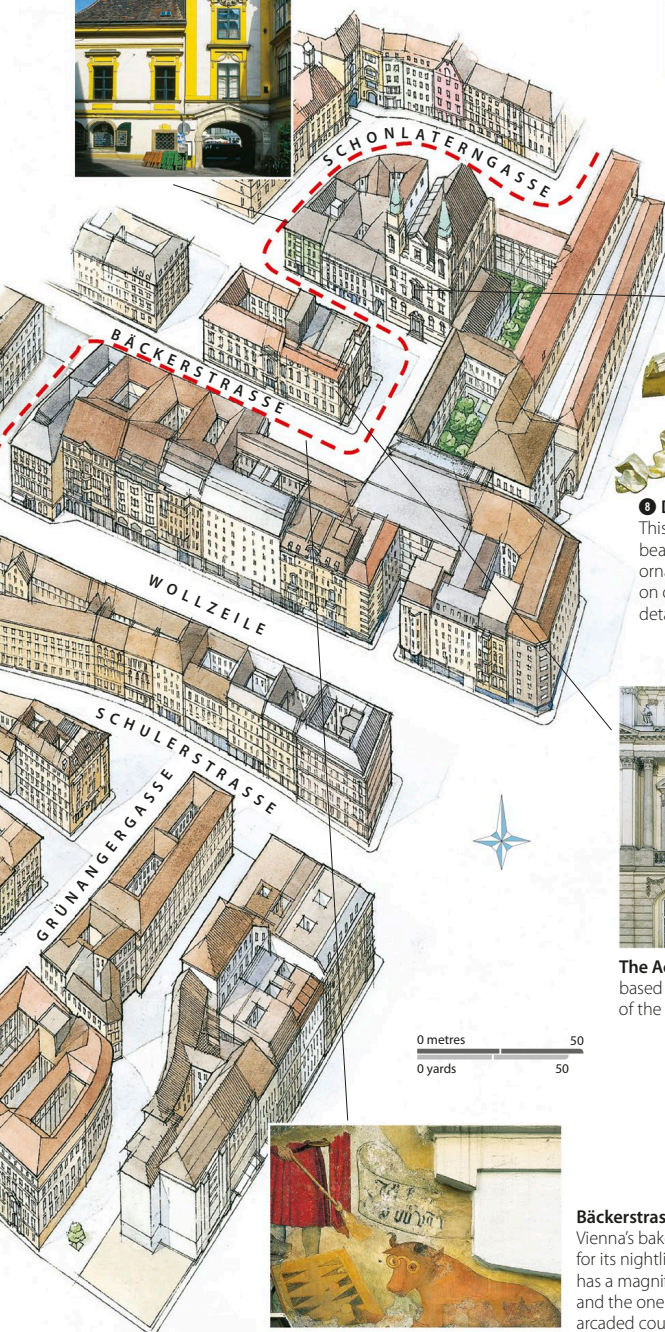 SCHONLATERNGASSE
BÄCKERSTRASSE
❽
This
bea
orna
on
deta
WOLLZEILE
SCHULERSTRASSE
GRÜNANGERGASSE
The
based
of the
0 metres 50
0 yards 50
Bäckerstras
Vienna's bak
for its nightli
has a magnif
and the one
arcaded cou